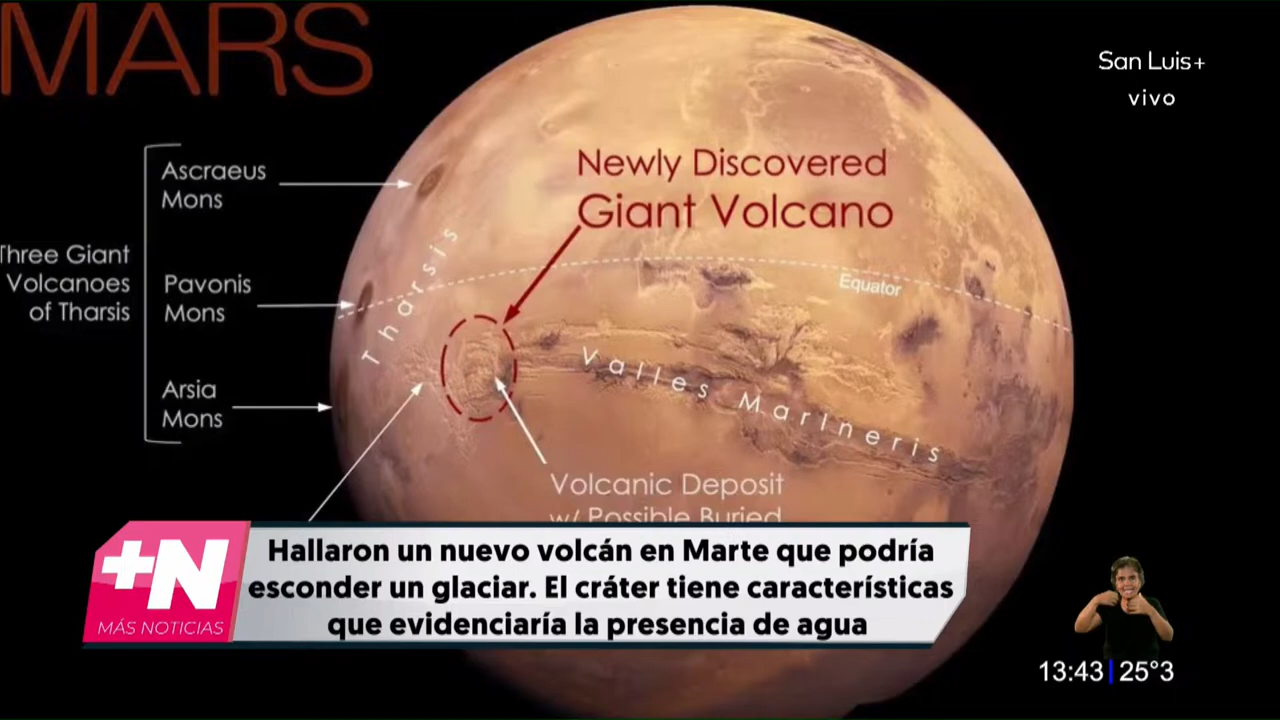 MARS
San Luis+
vivo
Newly Discovered
Giant Volcano
Ascraeus
Mons
Three Giant
Volcanoes
of Tharsis
Pavonis
Mons
Arsia
Mons
Tharsis
Equator
Valles Marineris
Volcanic Deposit
w/ Possible Buried
+N
MÁS NOTICIAS
Hallaron un nuevo volcán en Marte que podría
esconder un glaciar. El cráter tiene características
que evidenciaría la presencia de agua
13:43 25°3